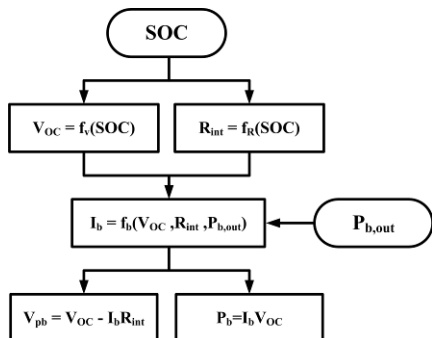 SOC
V_OC = f_v(SOC)
R_int = f_R(SOC)
I_b = f_b(V_OC ,R_int ,P_b,out)
P_b,out
V_pb = V_OC - I_bR_int
P_b=I_bV_OC